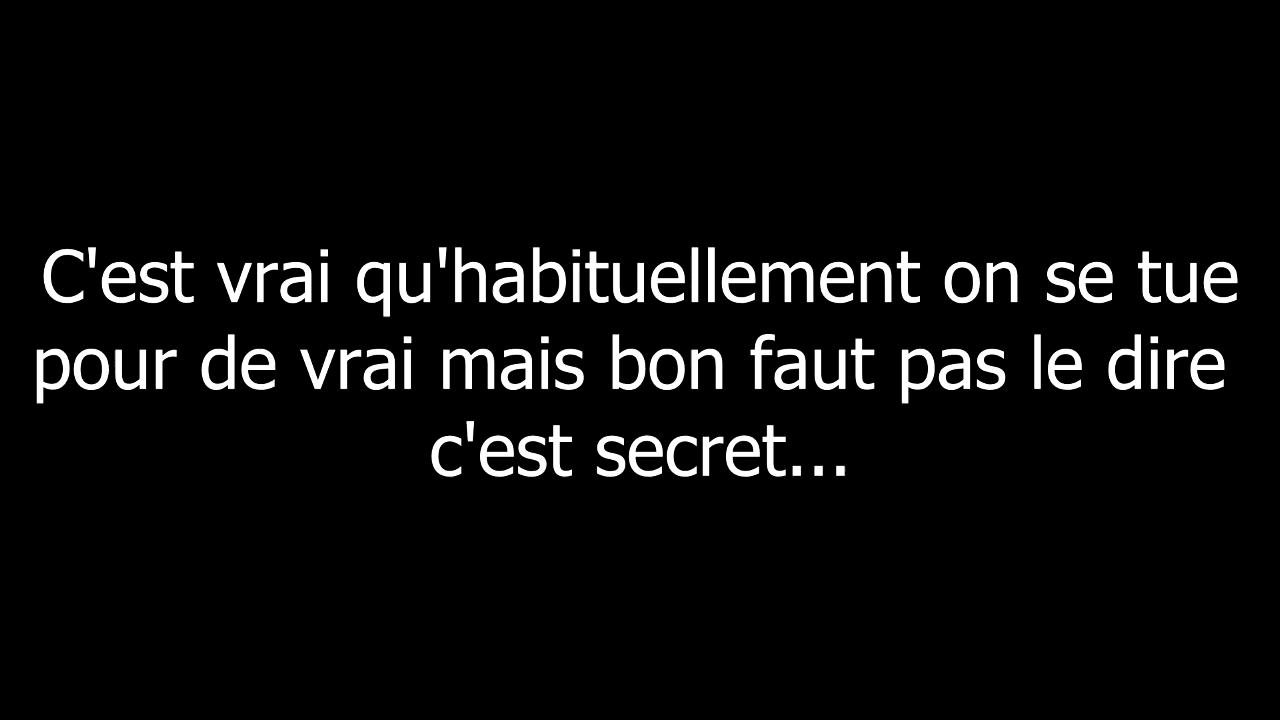 C'est vrai qu'habituellement on se tue
pour de vrai mais bon faut pas le dire
c'est secret...